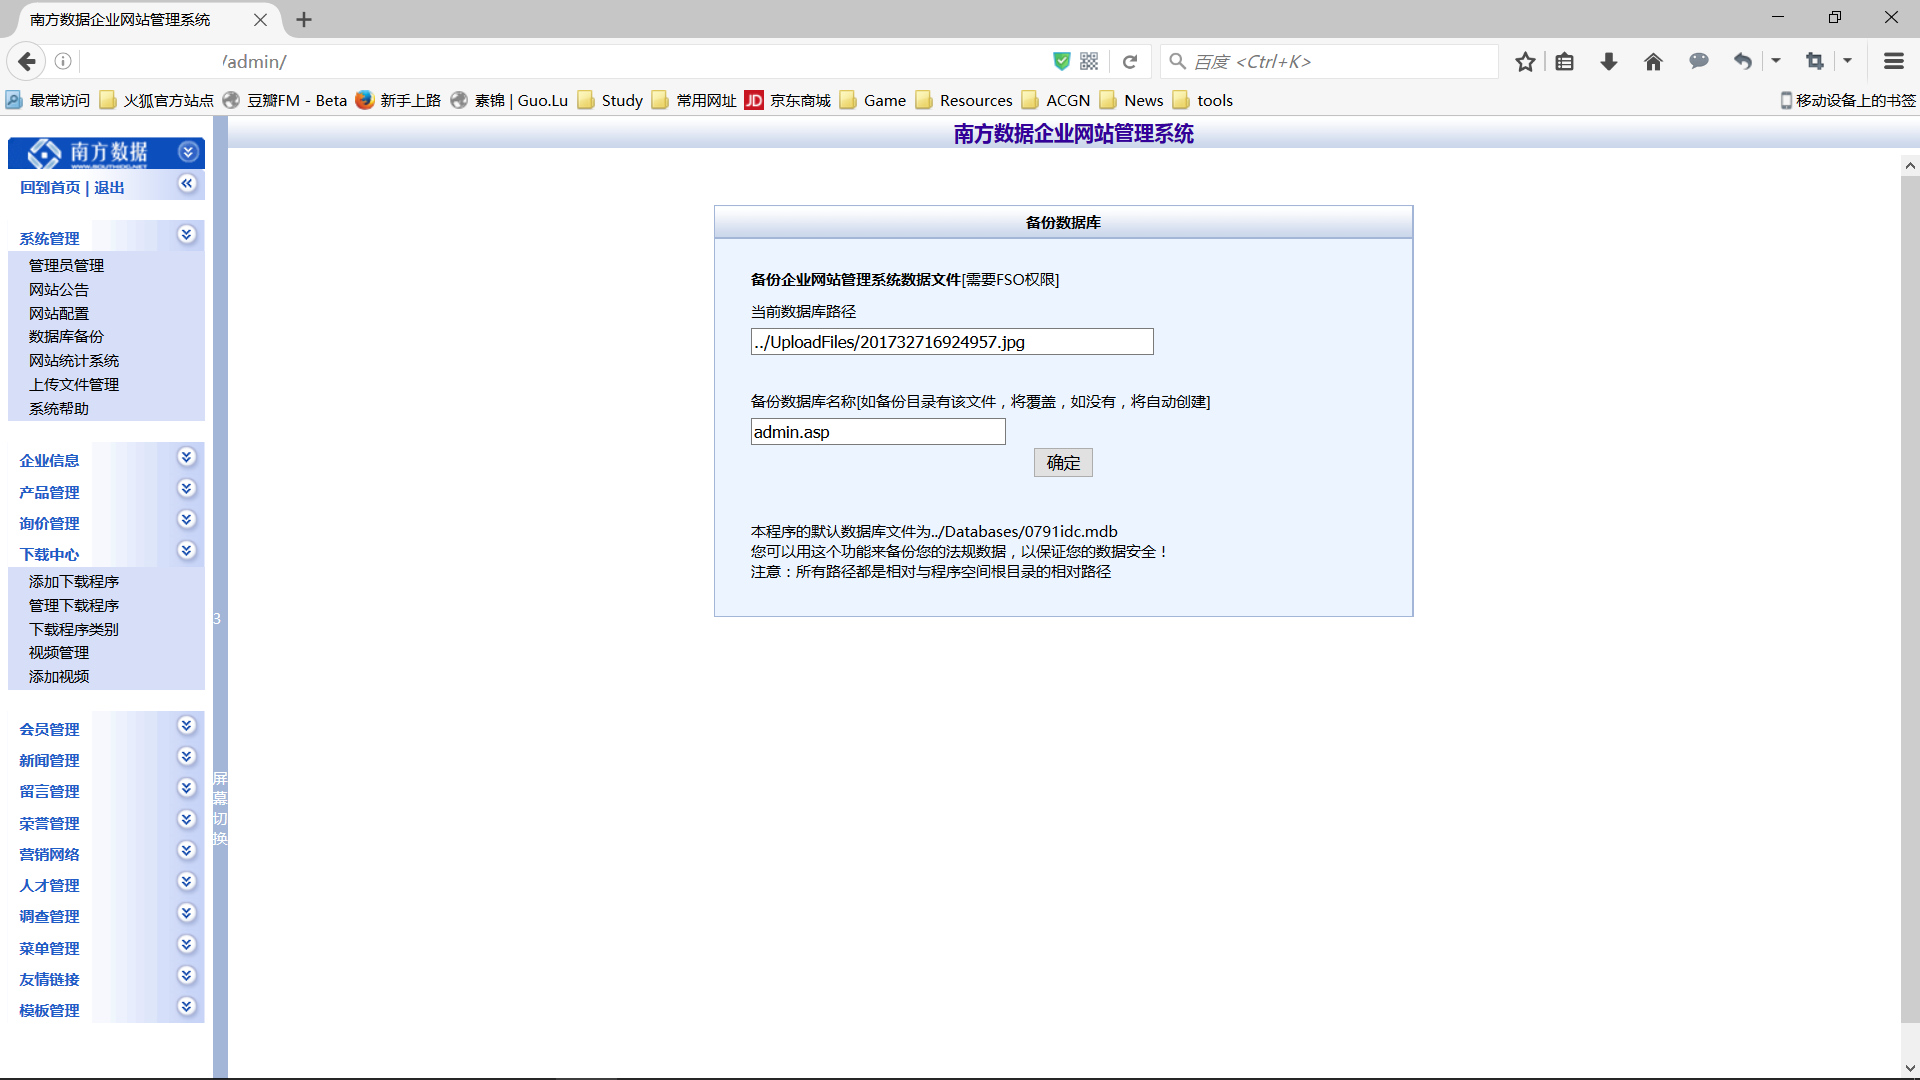 南方数据企业网站管理系统
/admin/
百度 <Ctrl+K>
最常访问 火狐官方站点 豆瓣FM - Beta 新手上路 素锦 | Guo.Lu Study 常用网址 JD 京东商城 Game Resources ACGN News tools 移动设备上的书签
南方数据
回到首页 | 退出
系统管理
管理员管理
网站公告
网站配置
数据库备份
网站统计系统
上传文件管理
系统帮助
企业信息
产品管理
询价管理
下载中心
添加下载程序
管理下载程序
下载程序类别
视频管理
添加视频
会员管理
新闻管理
留言管理
荣誉管理
营销网络
人才管理
调查管理
菜单管理
友情链接
模板管理
3
屏幕切换
南方数据企业网站管理系统
备份数据库
备份企业网站管理系统数据文件[需要FSO权限]
当前数据库路径
../UploadFiles/201732716924957.jpg
备份数据库名称[如备份目录有该文件，将覆盖，如没有，将自动创建]
admin.asp
确定
本程序的默认数据库文件为../Databases/0791idc.mdb
您可以用这个功能来备份您的法规数据，以保证您的数据安全！
注意：所有路径都是相对与程序空间根目录的相对路径